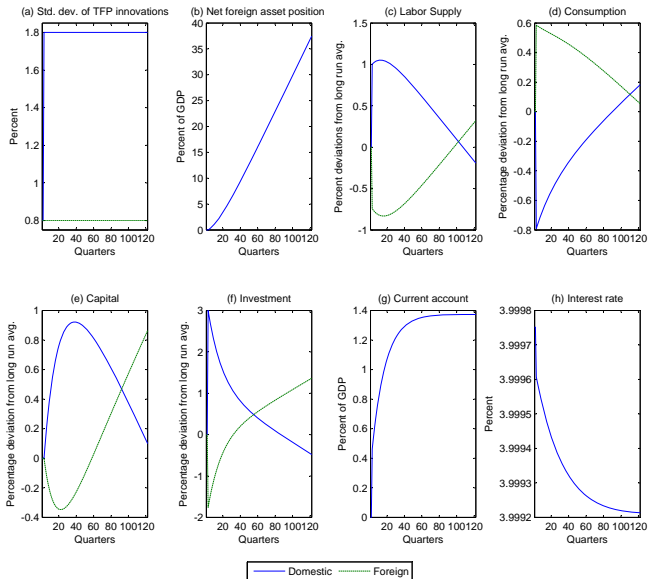 (a) Std. dev. of TFP innovations
Percent
1.8
1.6
1.4
1.2
1
0.8
20 40 60 80 100120
Quarters
(b) Net foreign asset position
Percent of GDP
40
35
30
25
20
15
10
5
0
20 40 60 80 100120
Quarters
(c) Labor Supply
Percent deviations from long run avg.
1
0.5
0
-0.5
-1
20 40 60 80 100120
Quarters
(d) Consumption
Percentage deviation from long run avg.
0.6
0.4
0.2
0
-0.2
-0.4
-0.6
-0.8
20 40 60 80 100120
Quarters
(e) Capital
Percentage deviation from long run avg.
1
0.8
0.6
0.4
0.2
0
-0.2
-0.4
20 40 60 80 100120
Quarters
(f) Investment
Percentage deviation from long run avg.
3
2
1
0
-1
-2
20 40 60 80 100120
Quarters
(g) Current account
Percent of GDP
1.4
1.2
1
0.8
0.6
0.4
0.2
0
20 40 60 80 100120
Quarters
(h) Interest rate
Percent
3.9998
3.9996
3.9995
3.9993
3.9992
20 40 60 80 100120
Quarters
Domestic
Foreign